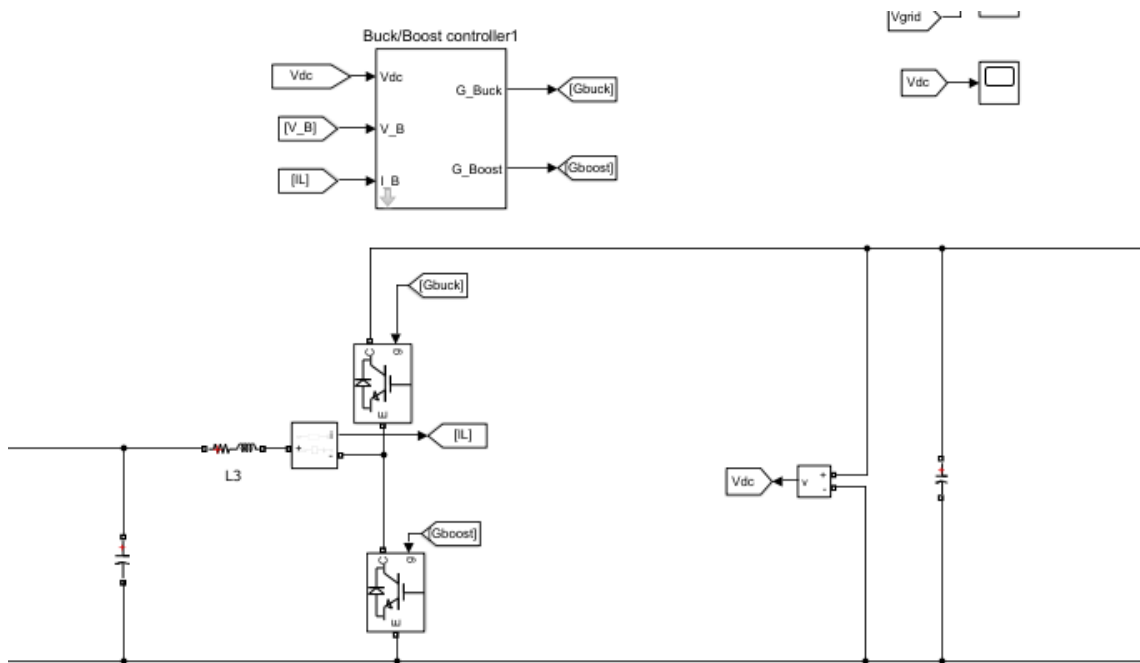 Vgrid
Buck/Boost controller1
Vdc
Vdc
G_Buck
[Gbuck]
Vdc
[V_B]
V_B
[IL]
I_B
G_Boost
[Gboost]
[Gbuck]
C
g
E
i
+
-
[IL]
L3
Vdc
v
+
-
+
[Gboost]
C
g
E
+